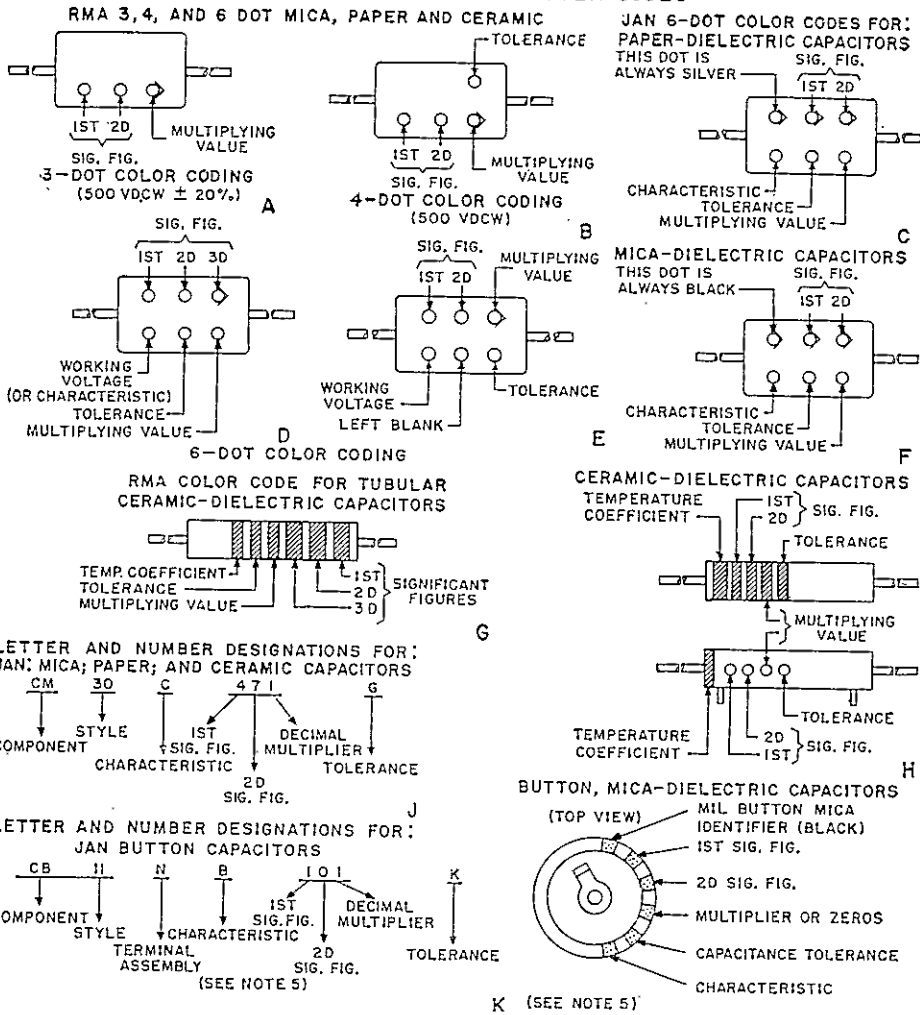 RMA 3,4, AND 6 DOT MICA, PAPER AND CERAMIC
TOLERANCE
1ST 2D
SIG. FIG.
MULTIPLYING
VALUE
3-DOT COLOR CODING
(500 VDCW ± 20%)
A
1ST 2D
SIG. FIG.
MULTIPLYING
VALUE
4-DOT COLOR CODING
(500 VDCW)
B
JAN 6-DOT COLOR CODES FOR:
PAPER-DIELECTRIC CAPACITORS
THIS DOT IS
ALWAYS SILVER
SIG. FIG.
1ST 2D
CHARACTERISTIC
TOLERANCE
MULTIPLYING VALUE
C
SIG. FIG.
1ST 2D 3D
WORKING
VOLTAGE
(OR CHARACTERISTIC)
TOLERANCE
MULTIPLYING VALUE
D
6-DOT COLOR CODING
SIG. FIG.
1ST 2D
MULTIPLYING
VALUE
WORKING
VOLTAGE
LEFT BLANK
TOLERANCE
E
MICA-DIELECTRIC CAPACITORS
THIS DOT IS
ALWAYS BLACK
SIG. FIG.
1ST 2D
CHARACTERISTIC
TOLERANCE
MULTIPLYING VALUE
F
RMA COLOR CODE FOR TUBULAR
CERAMIC-DIELECTRIC CAPACITORS
TEMP. COEFFICIENT
TOLERANCE
MULTIPLYING VALUE
1ST
2D
3D
SIGNIFICANT
FIGURES
G
CERAMIC-DIELECTRIC CAPACITORS
TEMPERATURE
COEFFICIENT
1ST
2D
SIG. FIG.
TOLERANCE
MULTIPLYING
VALUE
TOLERANCE
TEMPERATURE
COEFFICIENT
2D
1ST
SIG. FIG.
H
LETTER AND NUMBER DESIGNATIONS FOR:
JAN: MICA; PAPER; AND CERAMIC CAPACITORS
CM 30 C 471 G
COMPONENT
STYLE
CHARACTERISTIC
1ST
SIG. FIG.
2D
SIG. FIG.
DECIMAL
MULTIPLIER
TOLERANCE
J
LETTER AND NUMBER DESIGNATIONS FOR:
JAN BUTTON CAPACITORS
CB 11 N B 101 K
COMPONENT
STYLE
TERMINAL
ASSEMBLY
CHARACTERISTIC
1ST
SIG. FIG.
2D
SIG. FIG.
DECIMAL
MULTIPLIER
TOLERANCE
(SEE NOTE 5)
BUTTON, MICA-DIELECTRIC CAPACITORS
(TOP VIEW)
MIL BUTTON MICA
IDENTIFIER (BLACK)
1ST SIG. FIG.
2D SIG. FIG.
MULTIPLIER OR ZEROS
CAPACITANCE TOLERANCE
CHARACTERISTIC
K (SEE NOTE 5)